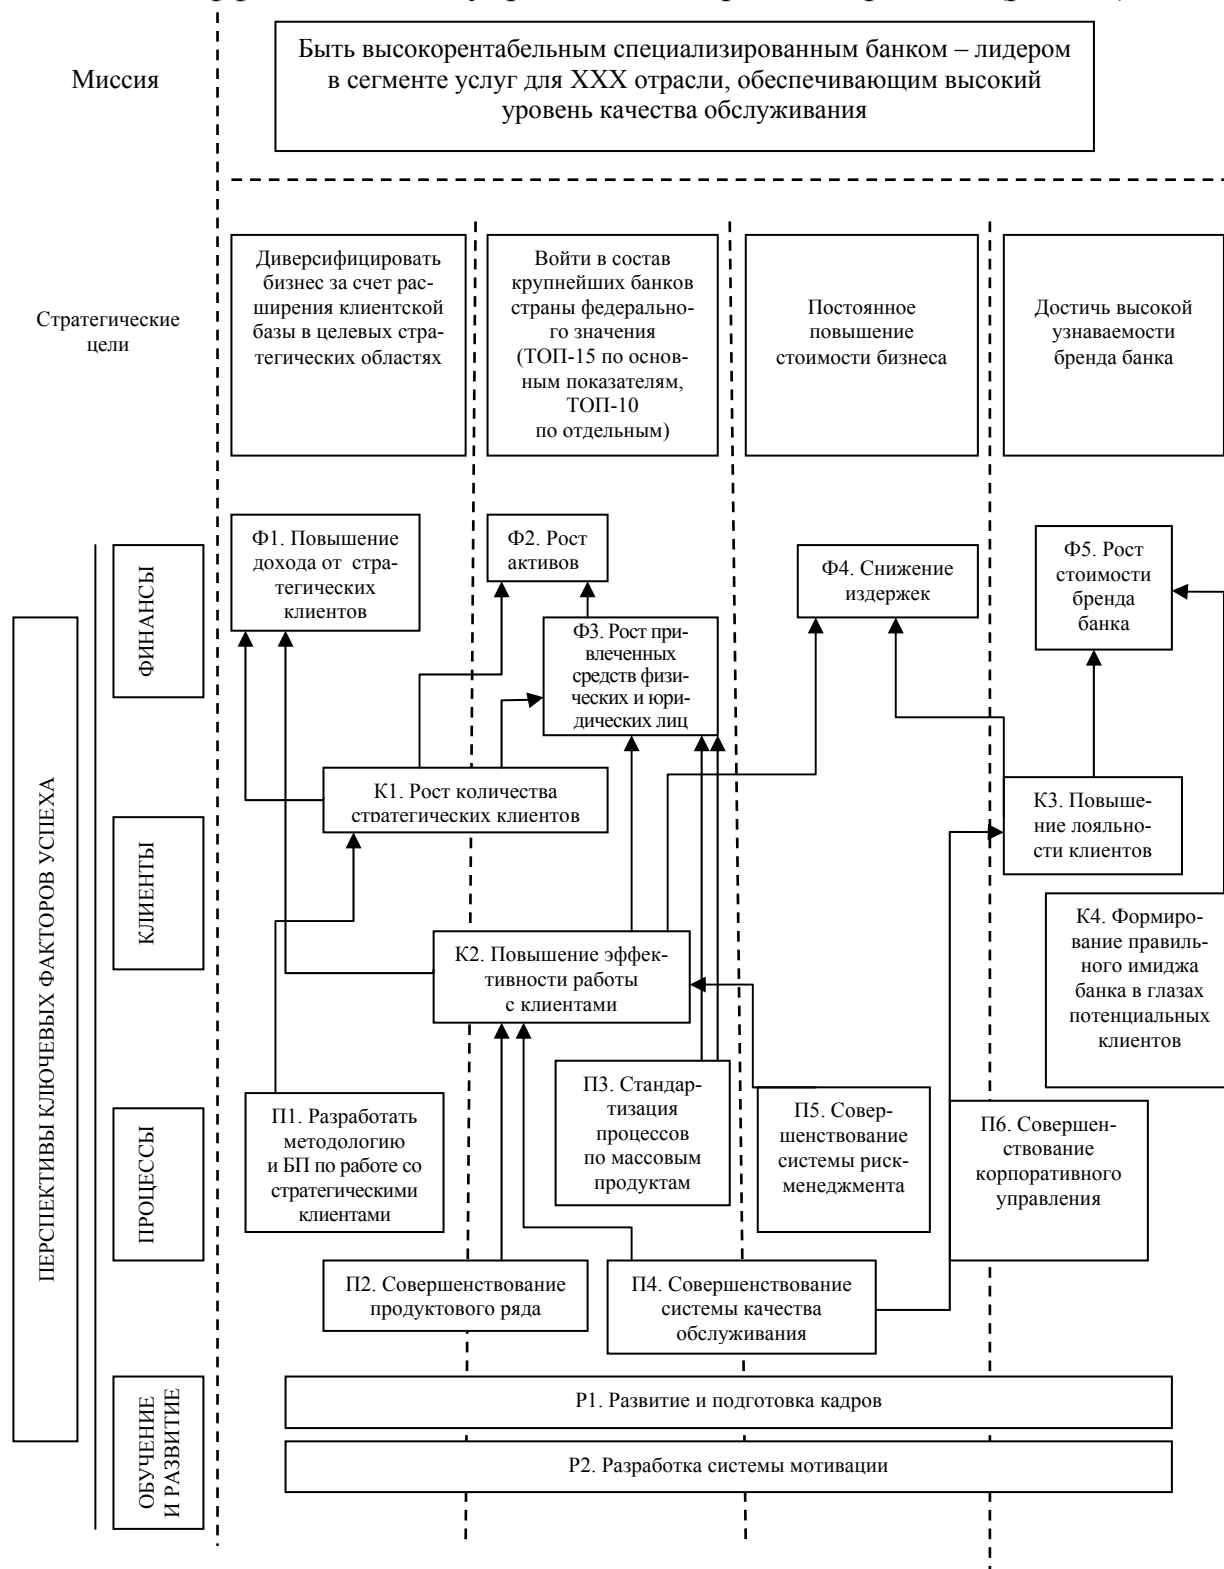 Миссия
Быть высокорентабельным специализированным банком – лидером
в сегменте услуг для ХХХ отрасли, обеспечивающим высокий
уровень качества обслуживания
Стратегические
цели
Диверсифицировать
бизнес за счет рас-
ширения клиентской
базы в целевых стра-
тегических областях
Войти в состав
крупнейших банков
страны федерально-
го значения
(ТОП-15 по основ-
ным показателям,
ТОП-10
по отдельным)
Постоянное
повышение
стоимости бизнеса
Достичь высокой
узнаваемости
бренда банка
ПЕРСПЕКТИВЫ КЛЮЧЕВЫХ ФАКТОРОВ УСПЕХА
ФИНАНСЫ
Ф1. Повышение
дохода от стра-
тегических
клиентов
Ф2. Рост
активов
Ф3. Рост при-
влеченных
средств физи-
ческих и юри-
дических лиц
Ф4. Снижение
издержек
Ф5. Рост
стоимости
бренда
банка
КЛИЕНТЫ
К1. Рост количества
стратегических клиентов
К2. Повышение эффек-
тивности работы
с клиентами
К3. Повыше-
ние лояльно-
сти клиентов
К4. Формиро-
вание правиль-
ного имиджа
банка в глазах
потенциальных
клиентов
ПРОЦЕССЫ
П1. Разработать
методологию
и БП по работе со
стратегическими
клиентами
П3. Стандар-
тизация
процессов
по массовым
продуктам
П5. Совер-
шенствование
системы риск-
менеджмента
П6. Совершен-
ствование
корпоративного
управления
П2. Совершенствование
продуктового ряда
П4. Совершенствование
системы качества
обслуживания
ОБУЧЕНИЕ
И РАЗВИТИЕ
Р1. Развитие и подготовка кадров
Р2. Разработка системы мотивации